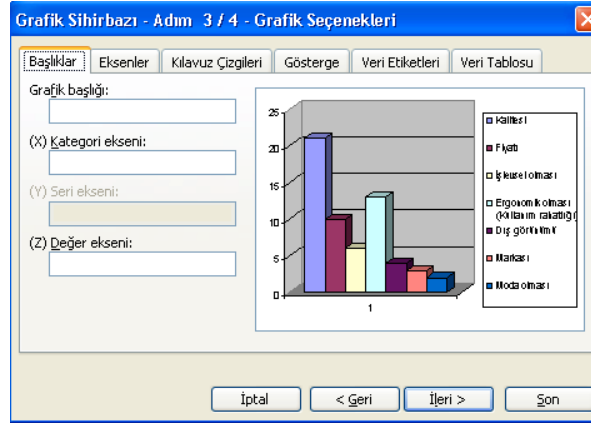 Grafik Sihirbazı - Adım 3 / 4 - Grafik Seçenekleri
Başlıklar
Eksenler
Kılavuz Çizgileri
Gösterge
Veri Etiketleri
Veri Tablosu
Grafik başlığı:
(X) Kategori ekseni:
(Y) Seri ekseni:
(Z) Değer ekseni:
25
20
15
10
5
0
1
Kalitesi
Fiyatı
İşlevsel olması
Ergonomik olması
(Kullanım rahatlığı
Dış görünümü
Markası
Moda olması
İptal
< Geri
İleri >
Son